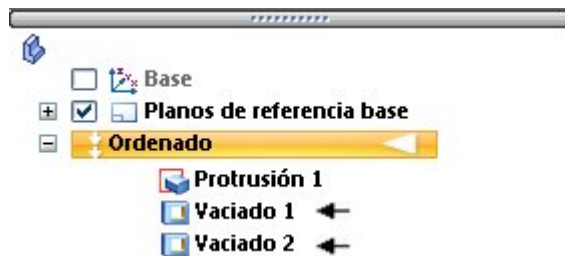 Base
Planos de referencia base
Ordenado
Protrusión 1
Vaciado 1
Vaciado 2